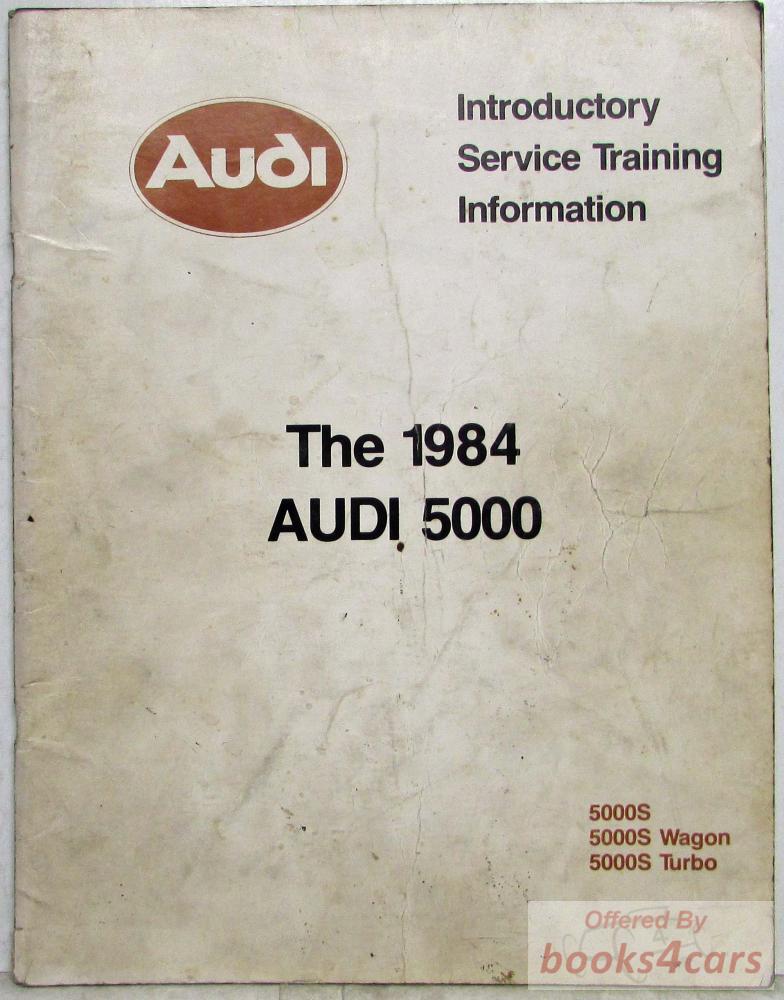 Audi
Introductory
Service Training
Information
The 1984
AUDI 5000
5000S
5000S Wagon
5000S Turbo
Offered By
books4cars